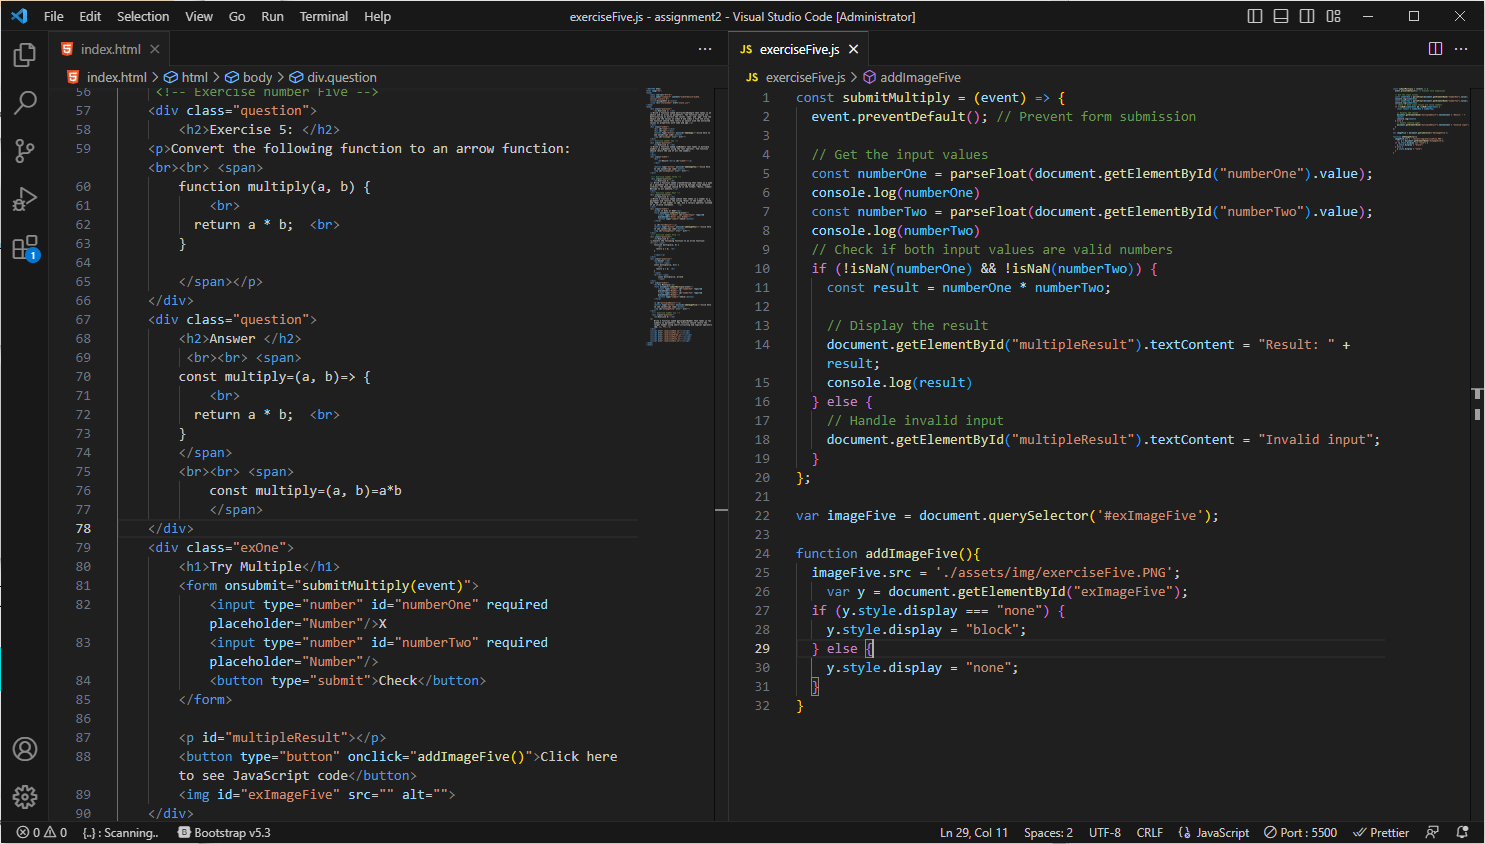 File Edit Selection View Go Run Terminal Help
exerciseFive.js - assignment2 - Visual Studio Code [Administrator]
index.html
index.html > html > body > div.question
56 <!-- Exercise number Five -->
57 <div class="question">
58 <h2>Exercise 5: </h2>
59 <p>Convert the following function to an arrow function:
<br><br> <span>
60 function multiply(a, b) {
61 <br>
62 return a * b; <br>
63 }
64
65 </span></p>
66 </div>
67 <div class="question">
68 <h2>Answer </h2>
69 <br><br> <span>
70 const multiply=(a, b)=> {
71 <br>
72 return a * b; <br>
73 }
74 </span>
75 <br><br> <span>
76 const multiply=(a, b)=a*b
77 </span>
78 </div>
79 <div class="exOne">
80 <h1>Try Multiple</h1>
81 <form onsubmit="submitMultiply(event)">
82 <input type="number" id="numberOne" required
placeholder="Number"/>X
83 <input type="number" id="numberTwo" required
placeholder="Number"/>
84 <button type="submit">Check</button>
85 </form>
86
87 <p id="multipleResult"></p>
88 <button type="button" onclick="addImageFive()">Click here
to see JavaScript code</button>
89 <img id="exImageFive" src="" alt="">
90 </div>
JS exerciseFive.js
JS exerciseFive.js > addImageFive
1 const submitMultiply = (event) => {
2 event.preventDefault(); // Prevent form submission
3
4 // Get the input values
5 const numberOne = parseFloat(document.getElementById("numberOne").value);
6 console.log(numberOne)
7 const numberTwo = parseFloat(document.getElementById("numberTwo").value);
8 console.log(numberTwo)
9 // Check if both input values are valid numbers
10 if (!isNaN(numberOne) && !isNaN(numberTwo)) {
11 const result = numberOne * numberTwo;
12
13 // Display the result
14 document.getElementById("multipleResult").textContent = "Result: " +
result;
15 console.log(result)
16 } else {
17 // Handle invalid input
18 document.getElementById("multipleResult").textContent = "Invalid input";
19 }
20 };
21
22 var imageFive = document.querySelector('#exImageFive');
23
24 function addImageFive(){
25 imageFive.src = './assets/img/exerciseFive.PNG';
26 var y = document.getElementById("exImageFive");
27 if (y.style.display === "none") {
28 y.style.display = "block";
29 } else {
30 y.style.display = "none";
31 }
32 }
1
0 0 {..} : Scanning.. B Bootstrap v5.3
Ln 29, Col 11 Spaces: 2 UTF-8 CRLF JavaScript Port : 5500 Prettier